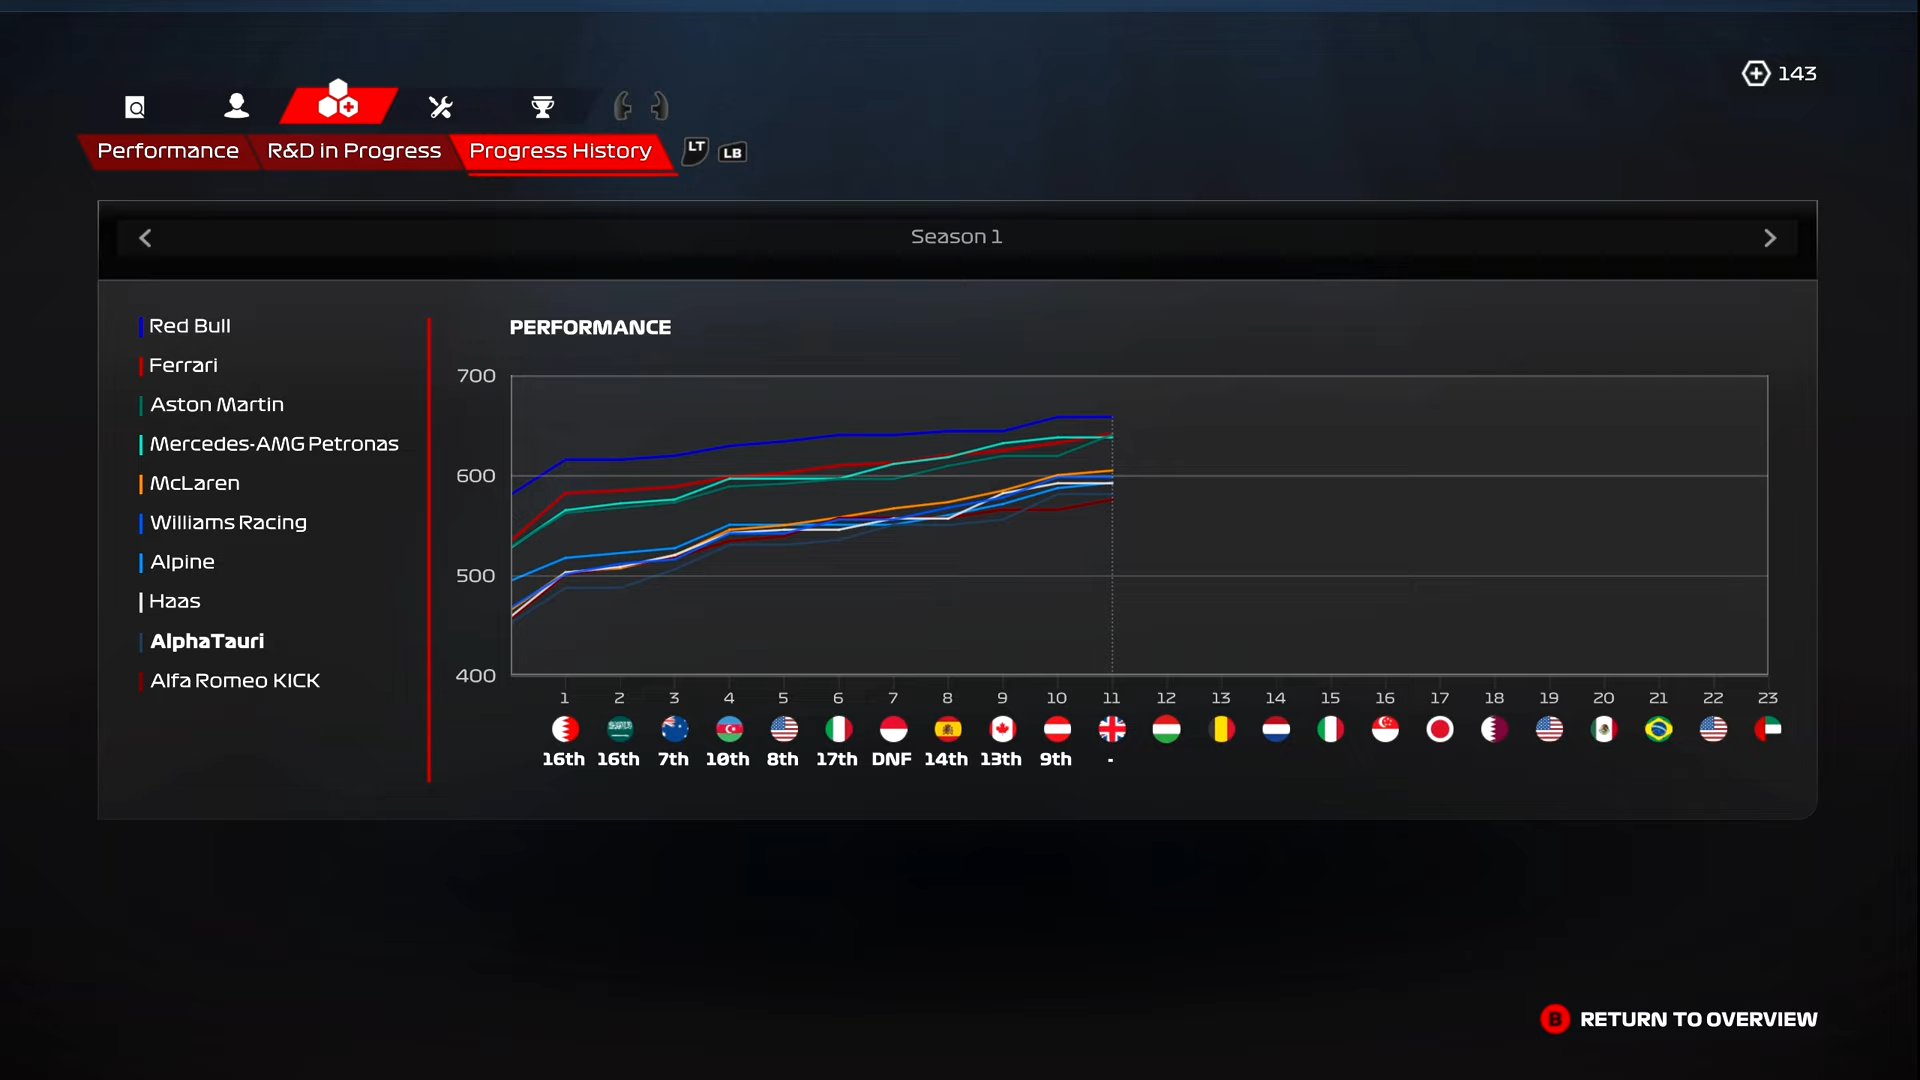 143
Performance R&D in Progress Progress History LT LB
Season 1
Red Bull
Ferrari
Aston Martin
Mercedes-AMG Petronas
McLaren
Williams Racing
Alpine
Haas
AlphaTauri
Alfa Romeo KICK
PERFORMANCE
700
600
500
400
1 2 3 4 5 6 7 8 9 10 11 12 13 14 15 16 17 18 19 20 21 22 23
16th 16th 7th 10th 8th 17th DNF 14th 13th 9th -
B RETURN TO OVERVIEW